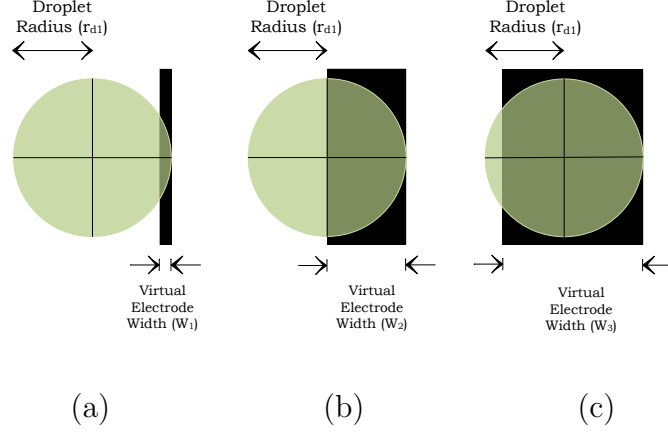 Droplet
Radius (rd1)
Droplet
Radius (rd1)
Droplet
Radius (rd1)
Virtual
Electrode
Width (W1)
Virtual
Electrode
Width (W2)
Virtual
Electrode
Width (W3)
(a)
(b)
(c)